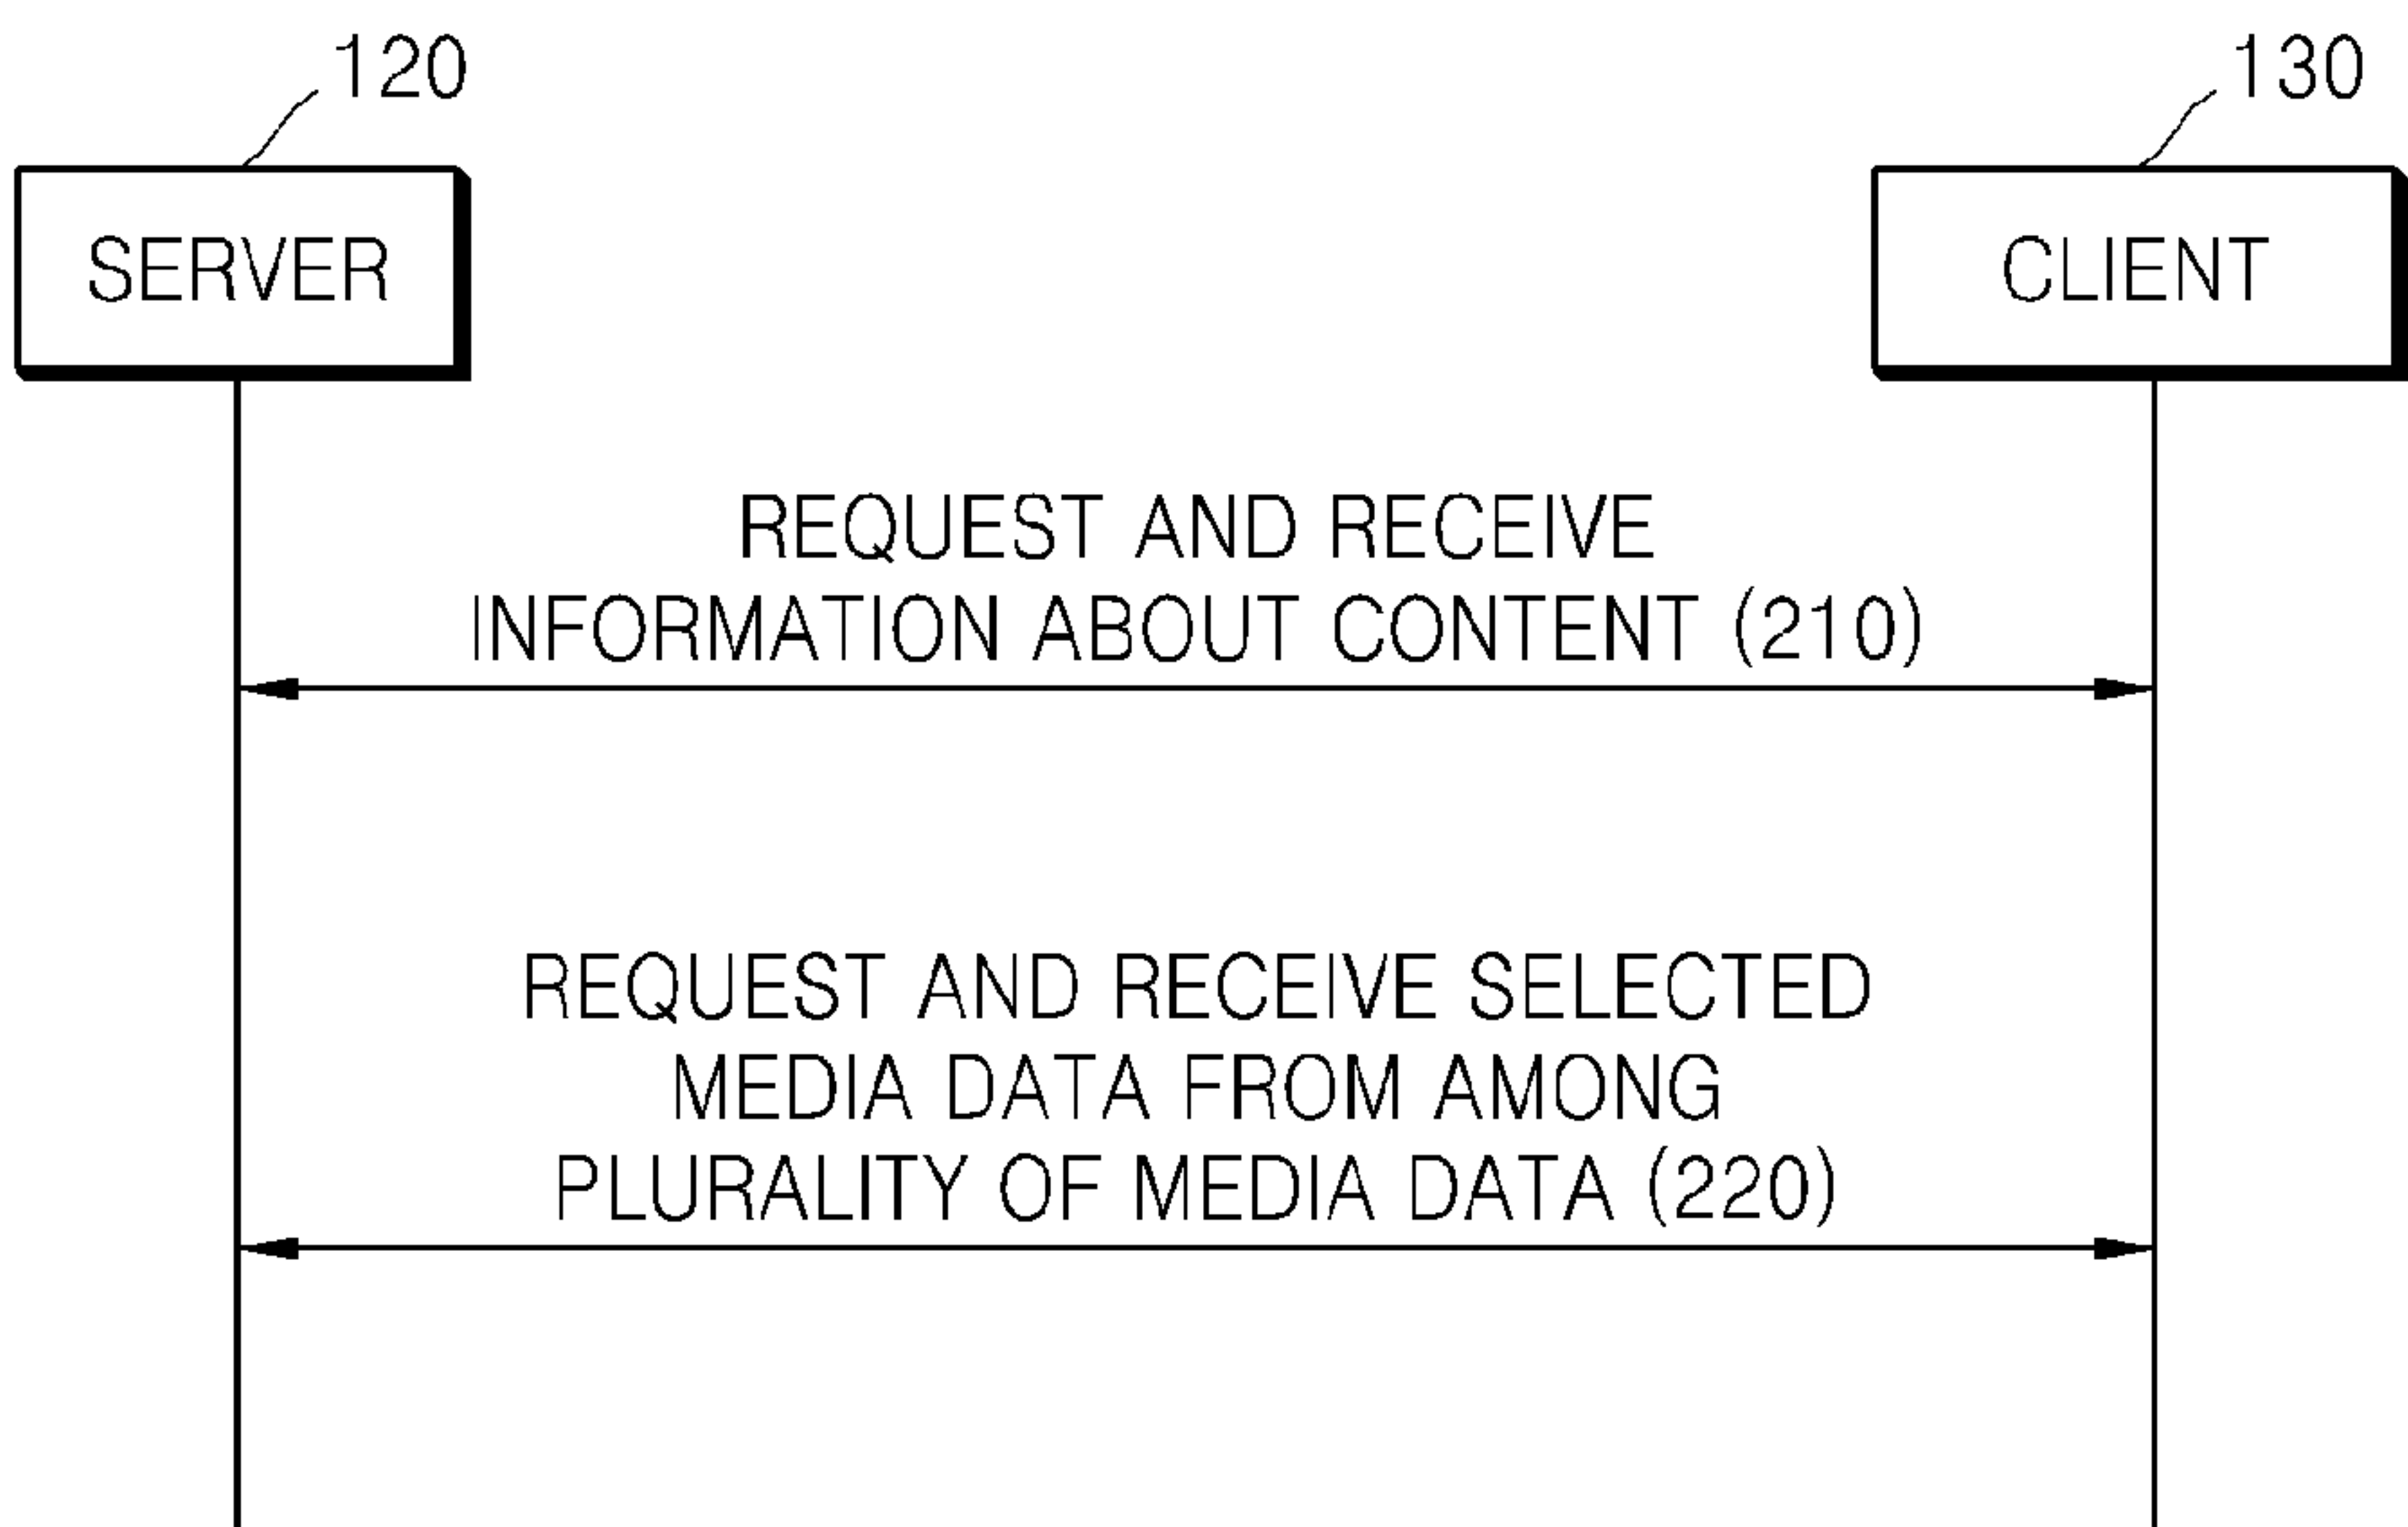 120
130
SERVER
CLIENT
REQUEST AND RECEIVE
INFORMATION ABOUT CONTENT (210)
REQUEST AND RECEIVE SELECTED
MEDIA DATA FROM AMONG
PLURALITY OF MEDIA DATA (220)